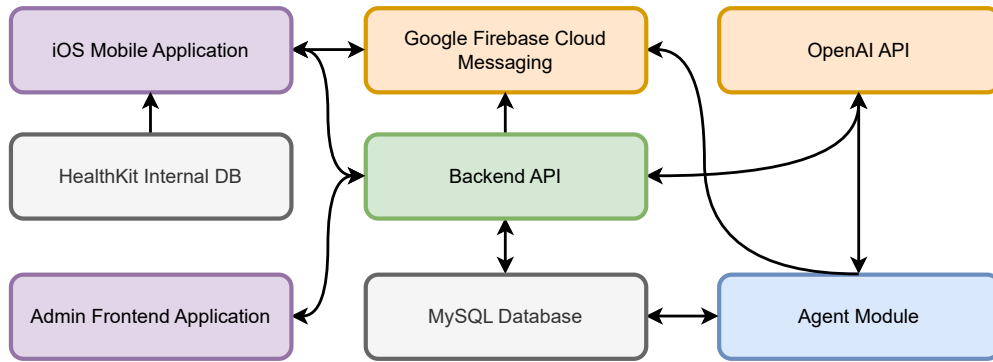 iOS Mobile Application
Google Firebase Cloud
Messaging
OpenAI API
HealthKit Internal DB
Backend API
Admin Frontend Application
MySQL Database
Agent Module